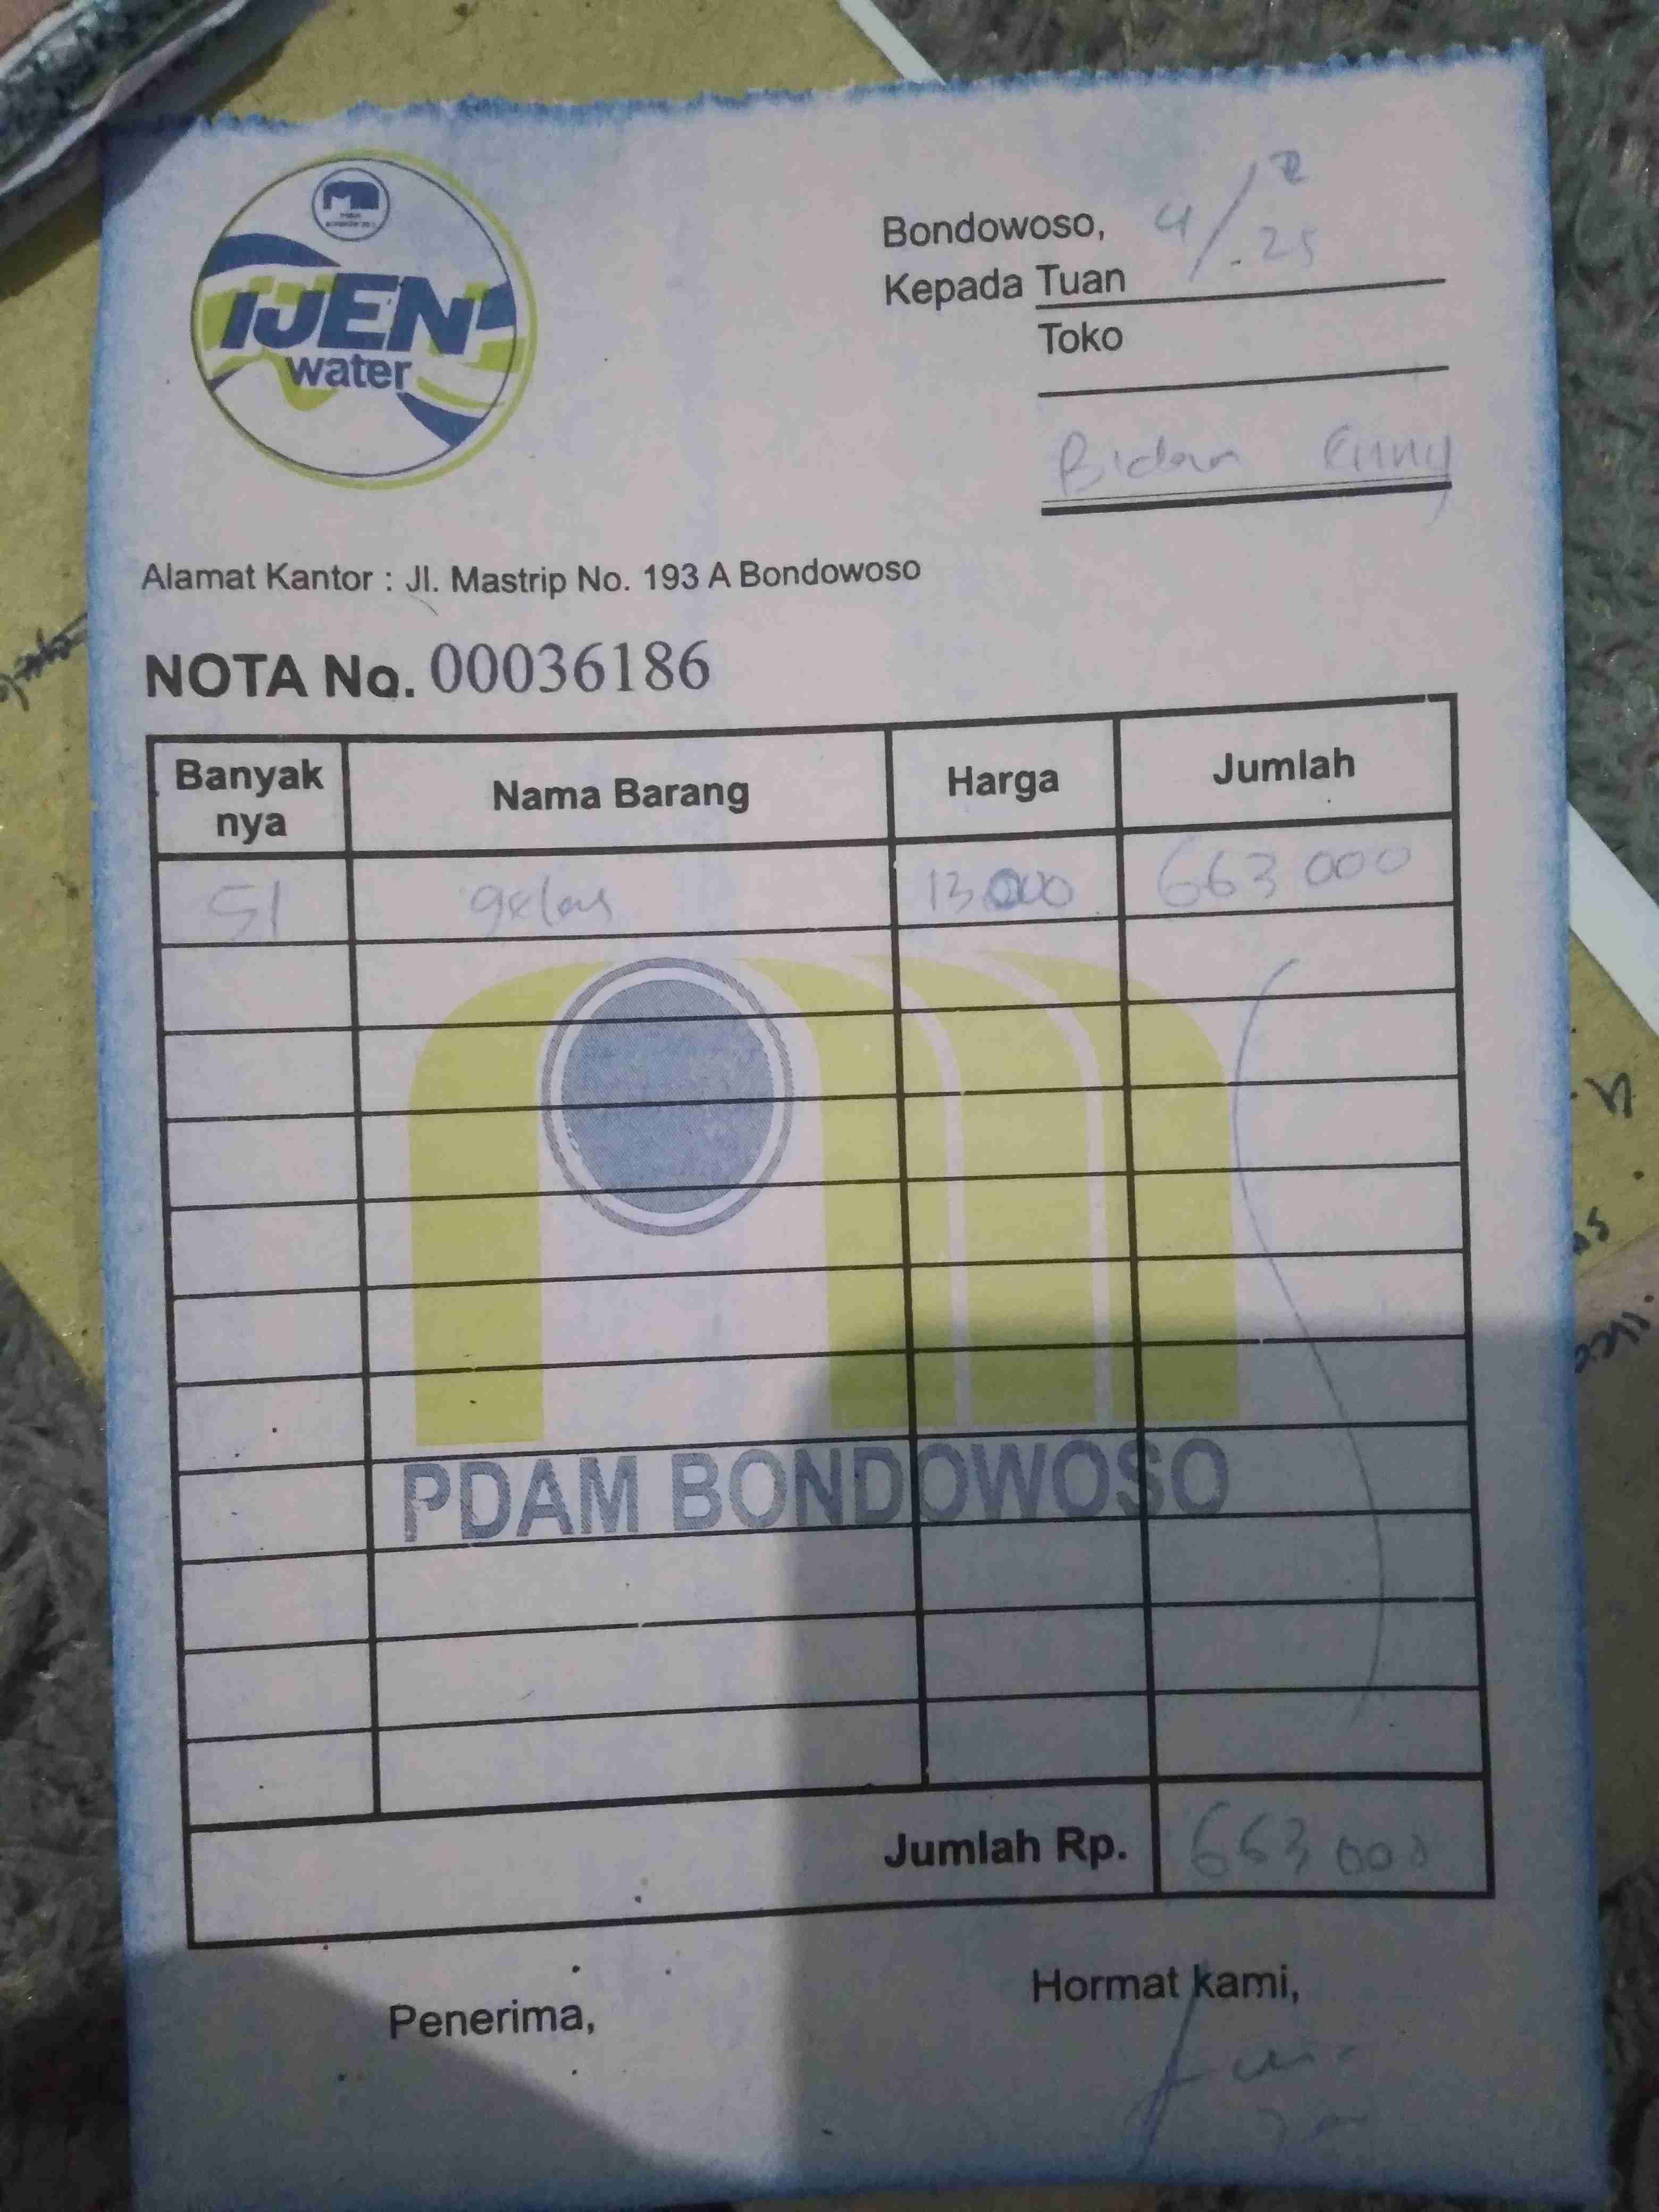 IJEN
water
Bondowoso, 4/2.25
Kepada Tuan
Toko
Bidan Enny
Alamat Kantor : Jl. Mastrip No. 193 A Bondowoso
NOTA No. 00036186
Banyak nya Nama Barang Harga Jumlah
51 gelas 13.000 663 000
PDAM BONDOWOSO
Jumlah Rp. 663 000
Penerima,
Hormat kami,